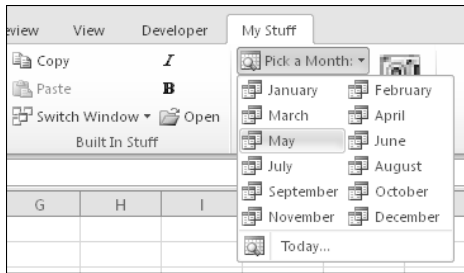 eview View Developer My Stuff
Copy I Pick a Month:
Paste B
Switch Window Open
Built In Stuff
January February
March April
May June
July August
September October
November December
Today...
G H I